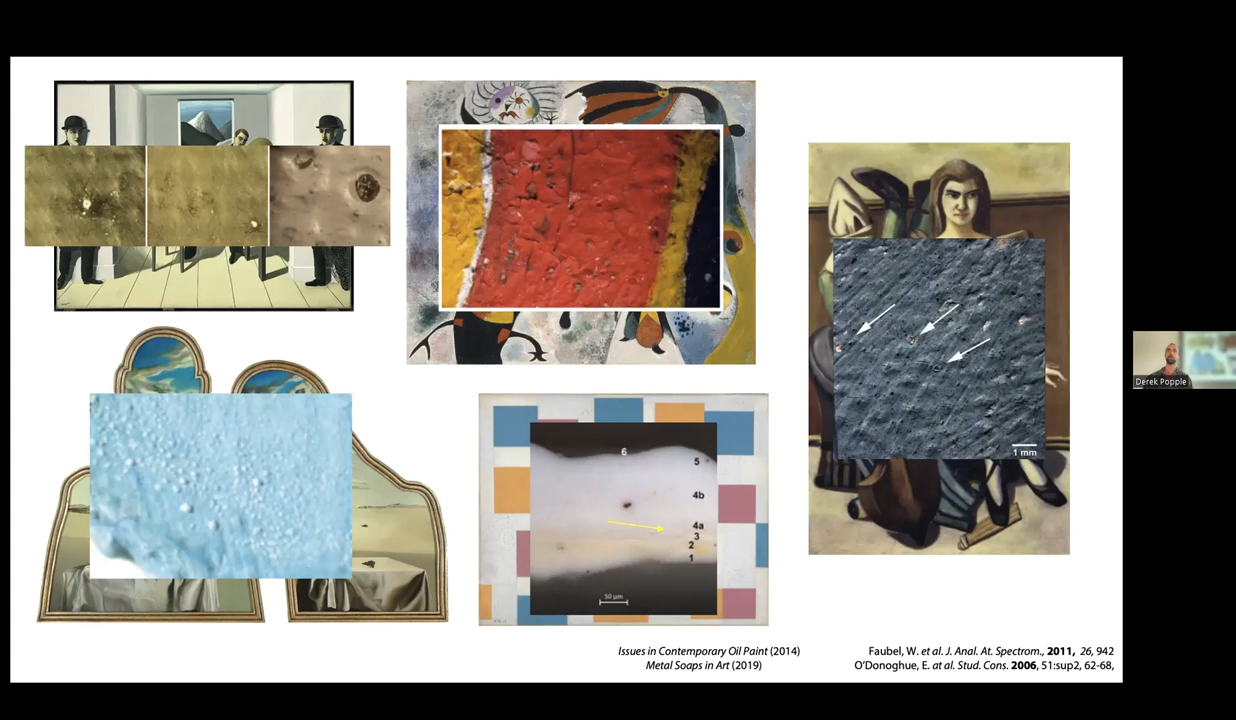 6
5
4b
4a
3
2
1
50 µm
1 mm
Derek Popple
Issues in Contemporary Oil Paint (2014)
Metal Soaps in Art (2019)
Faubel, W. et al. J. Anal. At. Spectrom., 2011, 26, 942
O'Donoghue, E. at al. Stud. Cons. 2006, 51:sup2, 62-68,